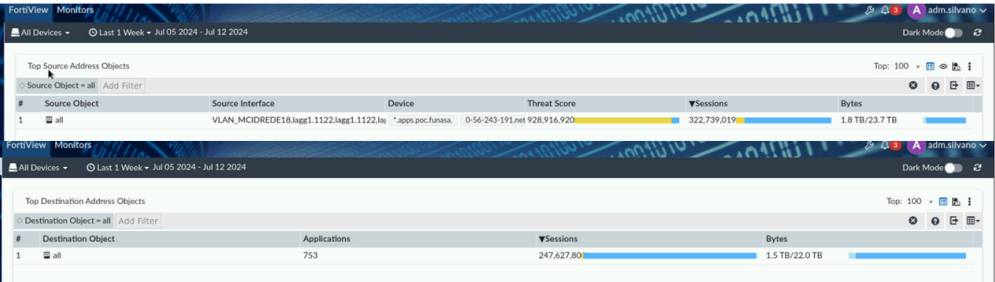 FortiView Monitors 3 A adm.silvano
All Devices Last 1 Week Jul 05 2024 - Jul 12 2024 Dark Mode
Top Source Address Objects Top: 100
Source Object = all Add Filter
# Source Object Source Interface Device Threat Score ▼Sessions Bytes
1 all VLAN_MCIDREDE18,lagg1.1122,lagg1.1122,la *.apps.poc.funasa. 0-56-243-191.net 928,916,920 322,739,019 1.8 TB/23.7 TB
FortiView Monitors 3 A adm.silvano
All Devices Last 1 Week Jul 05 2024 - Jul 12 2024 Dark Mode
Top Destination Address Objects Top: 100
Destination Object = all Add Filter
# Destination Object Applications ▼Sessions Bytes
1 all 753 247,627,80 1.5 TB/22.0 TB